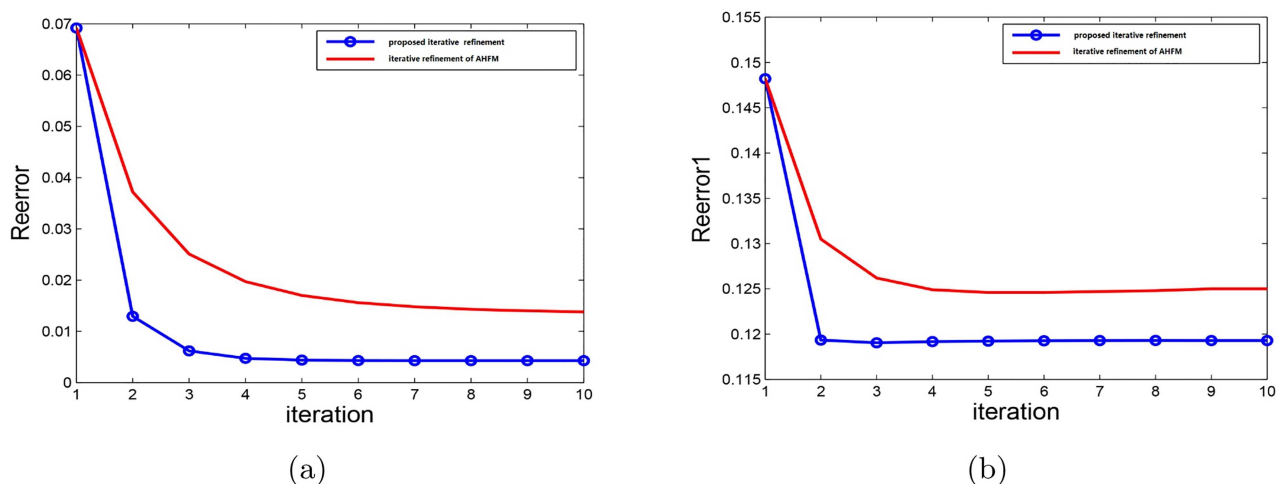 0.07
0.06
0.05
0.04
0.03
0.02
0.01
0
1 2 3 4 5 6 7 8 9 10
Reerror
iteration
proposed iterative refinement
iterative refinement of AHFM
(a)
0.155
0.15
0.145
0.14
0.135
0.13
0.125
0.12
0.115
1 2 3 4 5 6 7 8 9 10
Reerror1
iteration
proposed iterative refinement
iterative refinement of AHFM
(b)